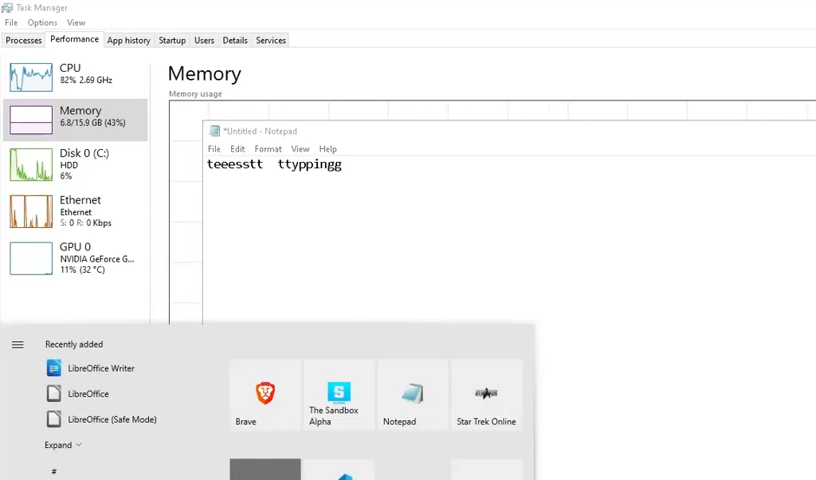 Task Manager
File Options View
Processes Performance App history Startup Users Details Services
CPU
82% 2.69 GHz
Memory
6.8/15.9 GB (43%)
Disk 0 (C:)
HDD
6%
Ethernet
Ethernet
S: 0 R: 0 Kbps
GPU 0
NVIDIA GeForce G...
11% (32 °C)
Memory
Memory usage
*Untitled - Notepad
File Edit Format View Help
teeesstt ttyppingg
Recently added
LibreOffice Writer
LibreOffice
LibreOffice (Safe Mode)
Expand
#
Brave
The Sandbox
Alpha
Notepad
Star Trek Online